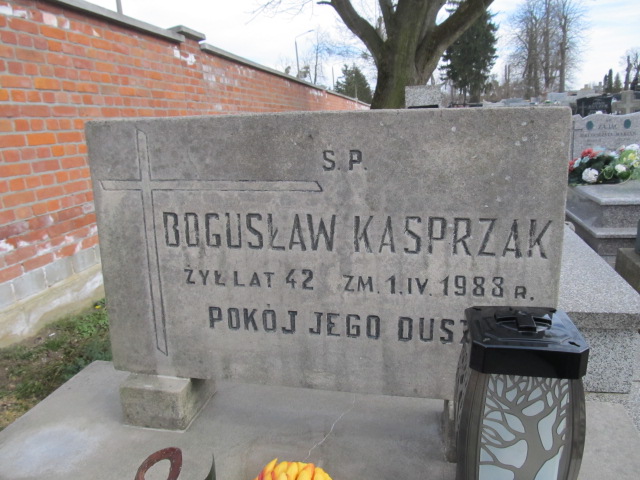 S.P.
BOGUSŁAW KASPRZAK
ŻYŁ LAT 42 ZM. 1.IV. 1983 R.
POKÓJ JEGO